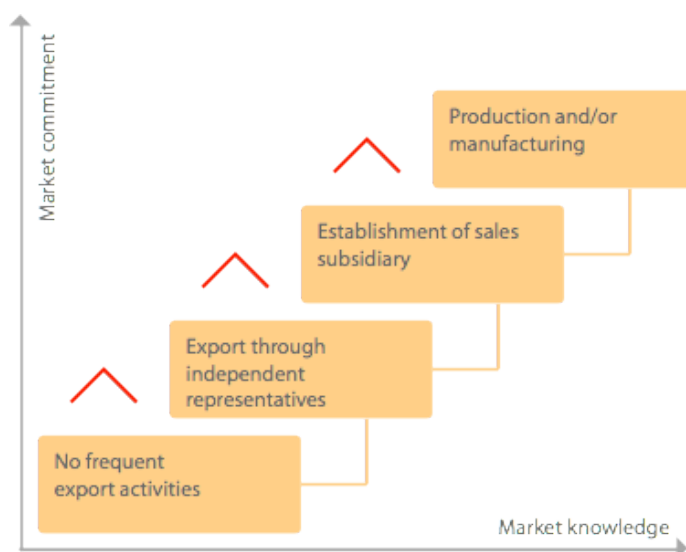 Market commitment
Production and/or
manufacturing
Establishment of sales
subsidiary
Export through
independent
representatives
No frequent
export activities
Market knowledge